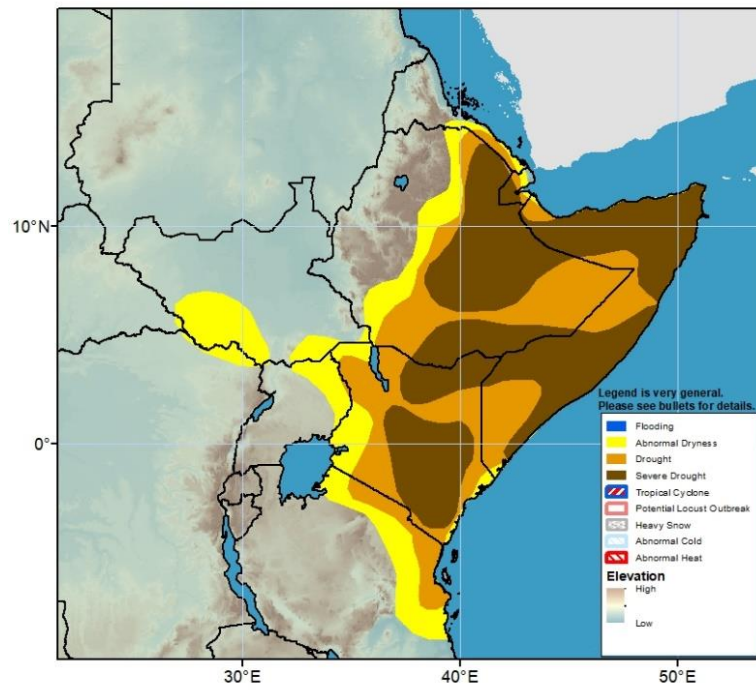 10°N
0°
30°E
40°E
50°E
Legend is very general.
Please see bullets for details.
Flooding
Abnormal Dryness
Drought
Severe Drought
Tropical Cyclone
Potential Locust Outbreak
Heavy Snow
Abnormal Cold
Abnormal Heat
Elevation
High
Low